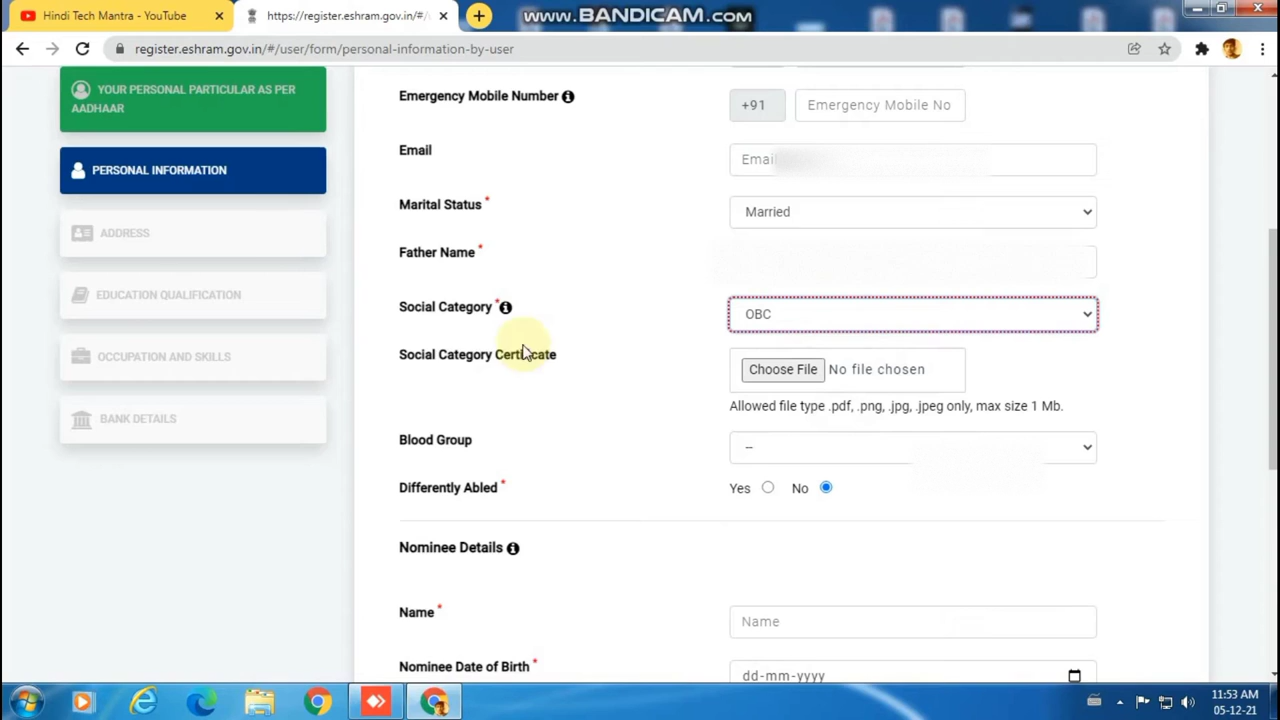 Hindi Tech Mantra - YouTube
https://register.eshram.gov.in/#/u
www.BANDICAM.com
register.eshram.gov.in/#/user/form/personal-information-by-user
YOUR PERSONAL PARTICULAR AS PER
AADHAAR
PERSONAL INFORMATION
ADDRESS
EDUCATION QUALIFICATION
OCCUPATION AND SKILLS
BANK DETAILS
Emergency Mobile Number
+91
Emergency Mobile No
Email
Email
Marital Status *
Married
Father Name *
Social Category *
OBC
Social Category Certificate
Choose File No file chosen
Allowed file type .pdf, .png, .jpg, .jpeg only, max size 1 Mb.
Blood Group
--
Differently Abled *
Yes No
Nominee Details
Name *
Name
Nominee Date of Birth *
dd-mm-yyyy
11:53 AM
05-12-21